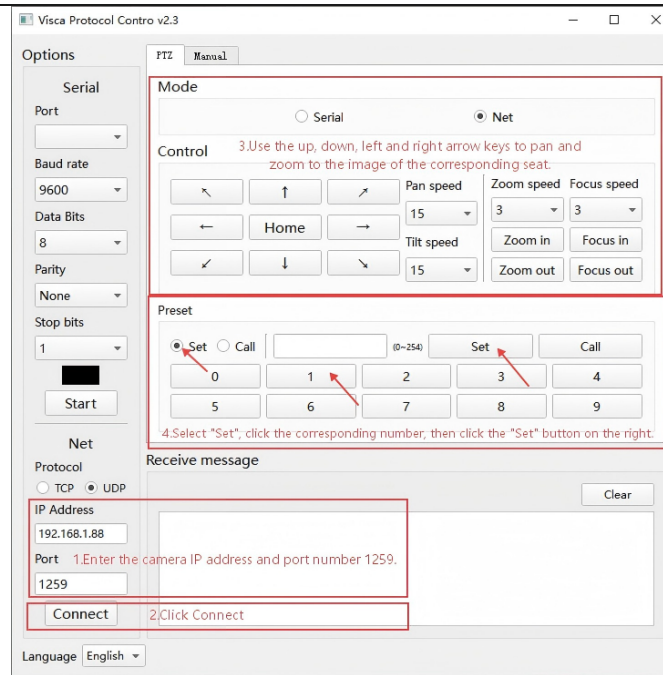 Visca Protocol Contro v2.3
Options
Serial
Port
Baud rate
9600
Data Bits
8
Parity
None
Stop bits
1
Start
Net
Protocol
TCP UDP
IP Address
192.168.1.88
Port
1259
Connect
Language English
PTZ Manual
Mode
Serial Net
3.Use the up, down, left and right arrow keys to pan and
zoom to the image of the corresponding seat.
Control
↖ ↑ ↗
← Home →
↙ ↓ ↘
Pan speed
15
Tilt speed
15
Zoom speed Focus speed
3 3
Zoom in Focus in
Zoom out Focus out
Preset
Set Call (0~254) Set Call
0 1 2 3 4
5 6 7 8 9
4.Select "Set", click the corresponding number, then click the "Set" button on the right.
Receive message
Clear
1.Enter the camera IP address and port number 1259.
2.Click Connect